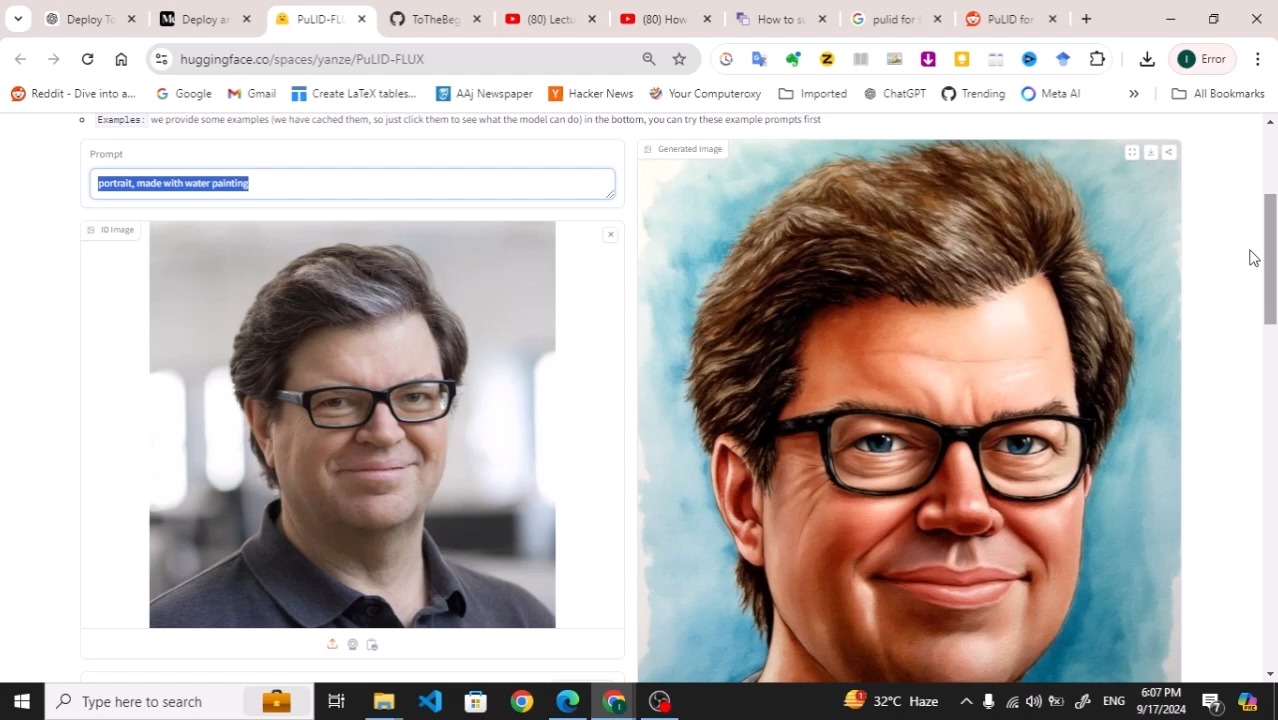 Deploy To
Deploy ar
PuLID-FLU
ToTheBeg
(80) Lectu
(80) How
How to su
pulid for f
PuLID for
huggingface.co/spaces/yanze/PuLID-FLUX
Error
Reddit - Dive into a...
Google
Gmail
Create LaTeX tables...
AAj Newspaper
Hacker News
Your Computeroxy
Imported
ChatGPT
Trending
Meta AI
All Bookmarks
Examples: we provide some examples (we have cached them, so just click them to see what the model can do) in the bottom, you can try these example prompts first
Prompt
portrait, made with water painting
ID Image
Generated Image
Type here to search
32°C Haze
ENG
6:07 PM
9/17/2024